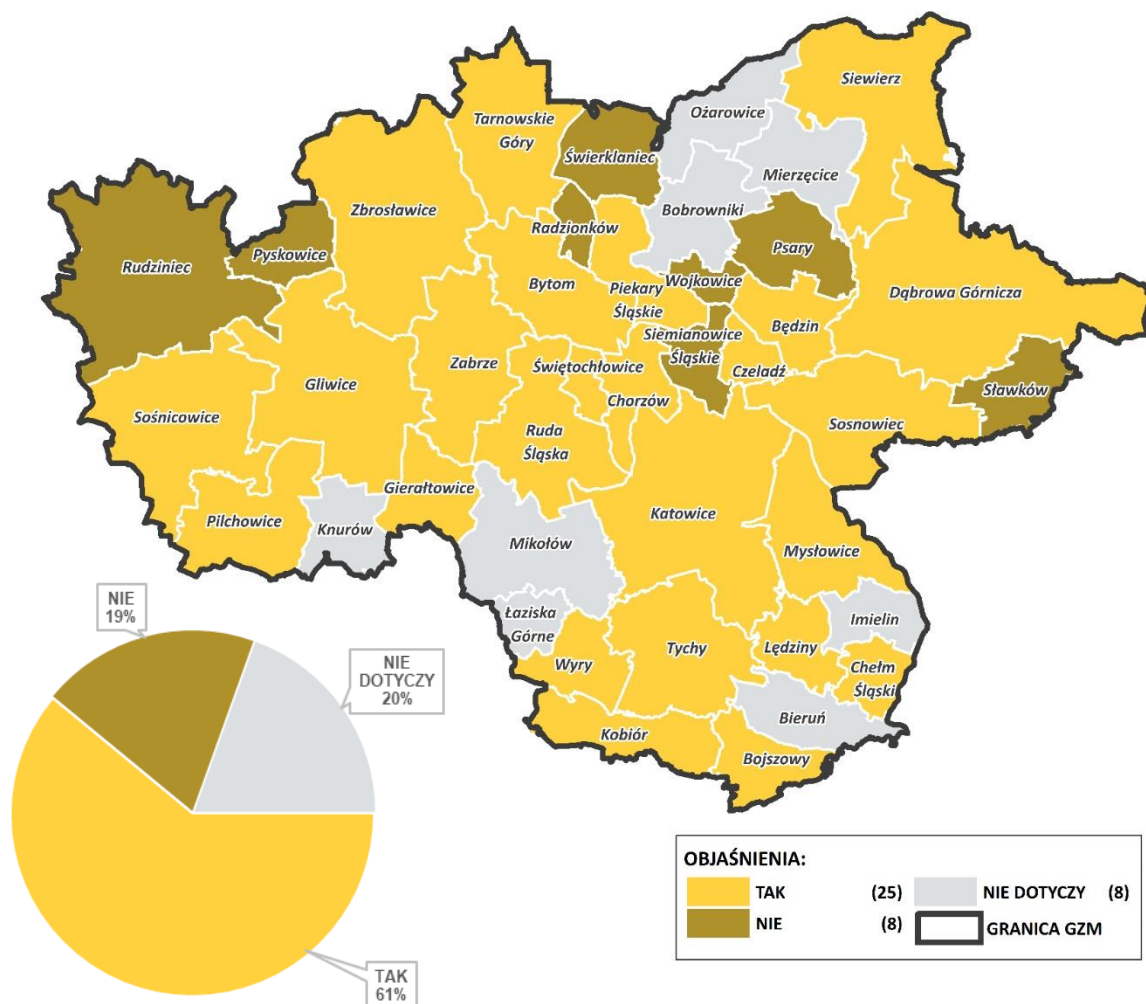 Siewierz
Ożarowice
Tarnowskie
Góry
Świerklaniec
Mierzęcice
Zbrosławice
Bobrowniki
Radzionków
Psary
Pyskowice
Rudziniec
Wojkowice
Bytom
Piekary
Śląskie
Dąbrowa Górnicza
Będzin
Siemianowice
Śląskie
Zabrze
Świętochłowice
Czeladź
Gliwice
Chorzów
Sławków
Sośnicowice
Sosnowiec
Ruda
Śląska
Gierałtowice
Katowice
Pilchowice
Knurów
Mikołów
Mysłowice
Łaziska
Górne
Imielin
Tychy
Lędziny
Wyry
Chełm
Śląski
Bieruń
Kobiór
Bojszowy
NIE
19%
NIE
DOTYCZY
20%
TAK
61%
OBJAŚNIENIA:
TAK (25) NIE DOTYCZY (8)
NIE (8) GRANICA GZM